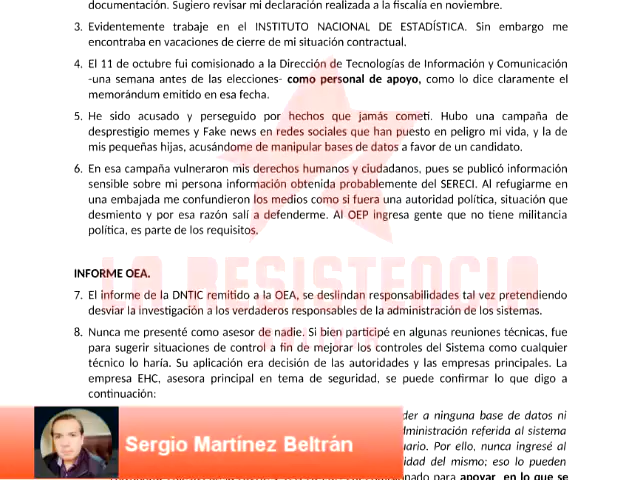 documentación. Sugiero revisar mi declaración realizada a la fiscalía en noviembre.
3. Evidentemente trabaje en el INSTITUTO NACIONAL DE ESTADÍSTICA. Sin embargo me
encontraba en vacaciones de cierre de mi situación contractual.
4. El 11 de octubre fui comisionado a la Dirección de Tecnologías de Información y Comunicación
-una semana antes de las elecciones- como personal de apoyo, como lo dice claramente el
memorándum emitido en esa fecha.
5. He sido acusado y perseguido por hechos que jamás cometí. Hubo una campaña de
desprestigio memes y Fake news en redes sociales que han puesto en peligro mi vida, y la de
mis pequeñas hijas, acusándome de manipular bases de datos a favor de un candidato.
6. En esa campaña vulneraron mis derechos humanos y ciudadanos, pues se publicó información
sensible sobre mi persona información obtenida probablemente del SERECI. Al refugiarme en
una embajada me confundieron los medios como si fuera una autoridad política, situación que
desmiento y por esa razón salí a defenderme. Al OEP ingresa gente que no tiene militancia
política, es parte de los requisitos.
LA RESISTENCIA
BOLIVIA
INFORME OEA.
7. El informe de la DNTIC remitido a la OEA, se deslindan responsabilidades tal vez pretendiendo
desviar la investigación a los verdaderos responsables de la administración de los sistemas.
8. Nunca me presenté como asesor de nadie. Si bien participé en algunas reuniones técnicas, fue
para sugerir situaciones de control a fin de mejorar los controles del Sistema como cualquier
técnico lo haría. Su aplicación era decisión de las autoridades y las empresas principales. La
empresa EHC, asesora principal en tema de seguridad, se puede confirmar lo que digo a
continuación:
der a ninguna base de datos ni
dministración referida al sistema
uario. Por ello, nunca ingresé al
idad del mismo; eso lo pueden
nado para apoyar en lo que se
Sergio Martínez Beltrán